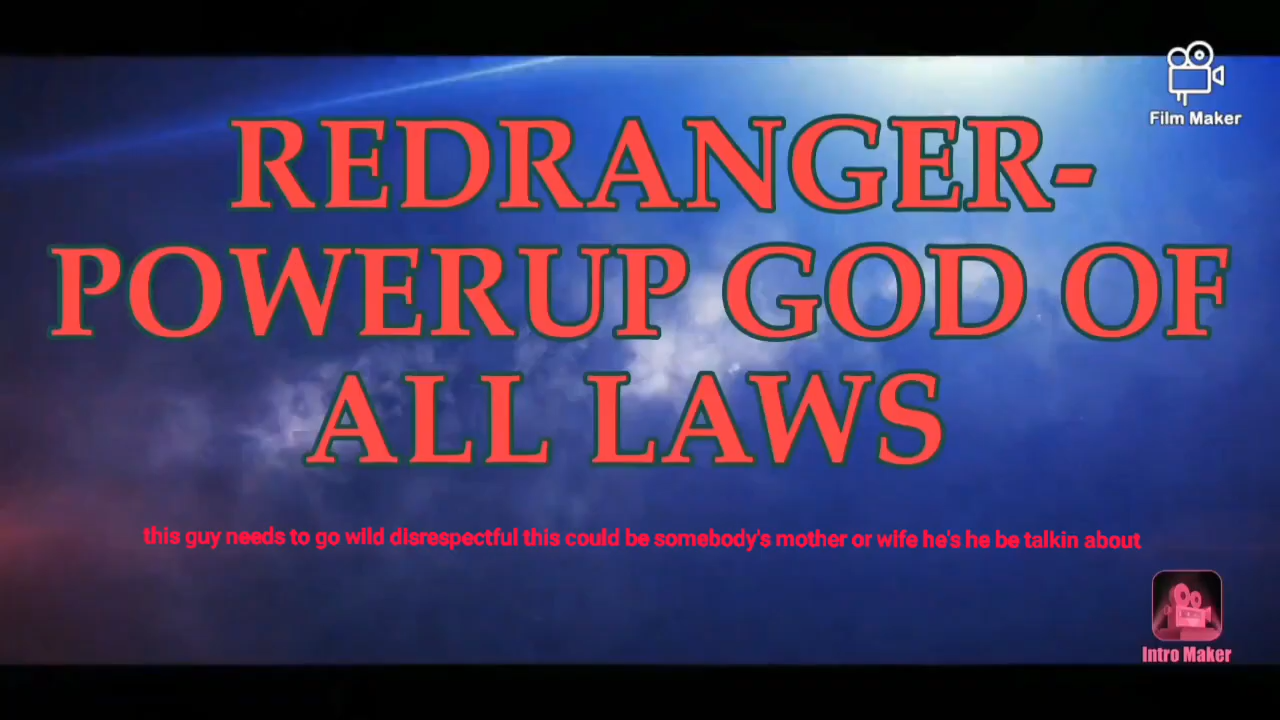 Film Maker
REDRANGER-
POWERUP GOD OF
ALL LAWS
this guy needs to go wild disrespectful this could be somebody's mother or wife he's he be talkin about
Intro Maker